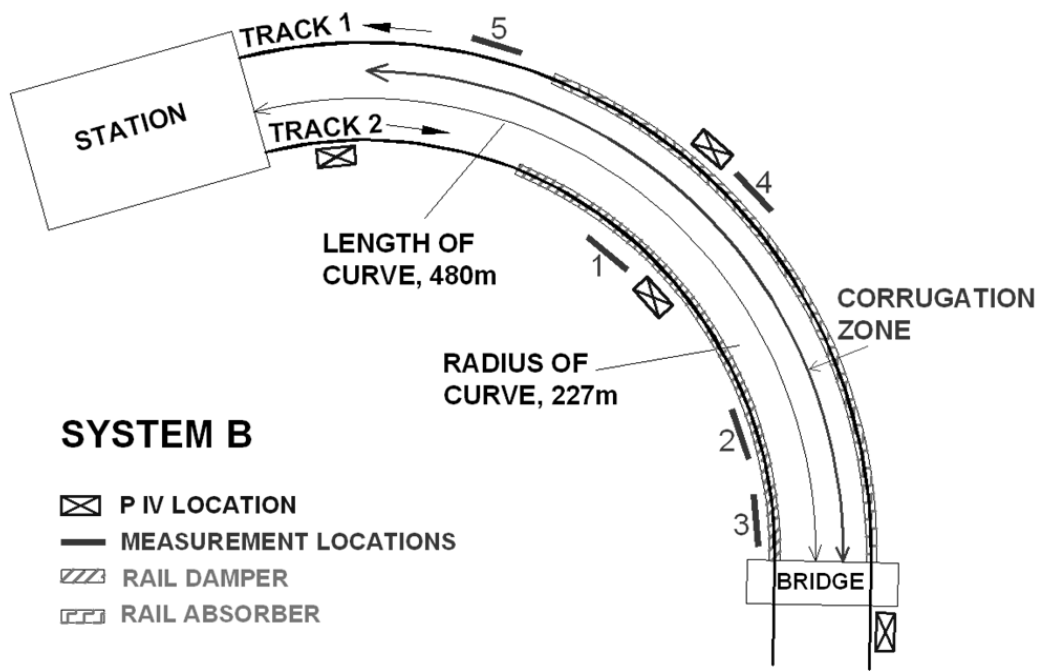 TRACK 1
5
STATION
TRACK 2
4
LENGTH OF
CURVE, 480m
1
CORRUGATION
ZONE
RADIUS OF
CURVE, 227m
2
3
SYSTEM B
P IV LOCATION
MEASUREMENT LOCATIONS
RAIL DAMPER
RAIL ABSORBER
BRIDGE